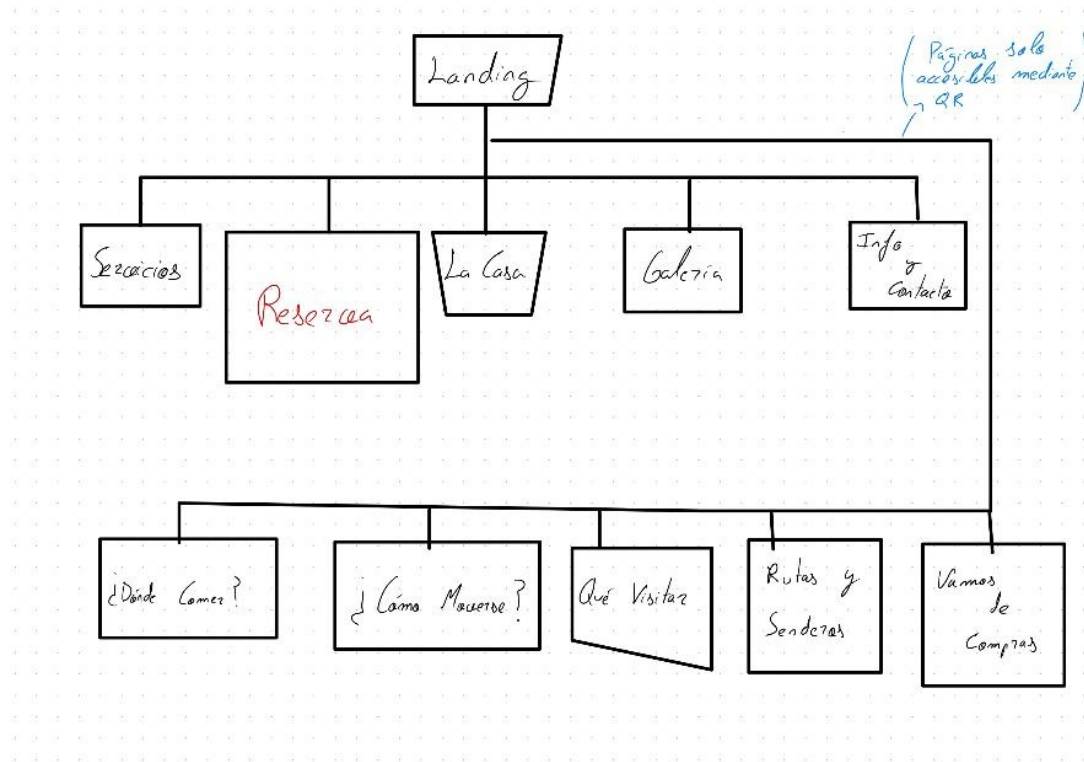 Landing
(Páginas solo
accesibles mediante
→ QR)
Servicios
Reserva
La Casa
Galería
Info
y
Contacto
¿Dónde Comer?
¿Cómo Moverse?
Qué Visitar
Rutas y
Senderos
Vamos
de
Compras